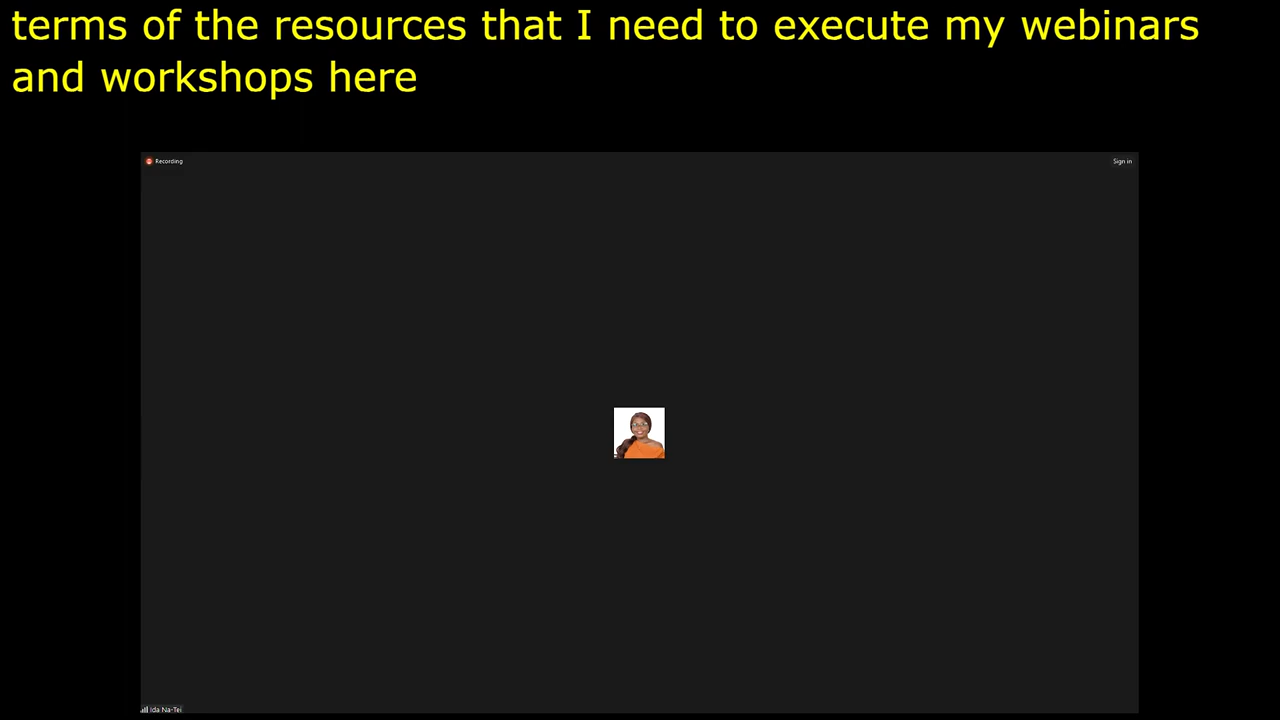 terms of the resources that I need to execute my webinars
and workshops here
Recording
Sign in
Ida Na-Tei